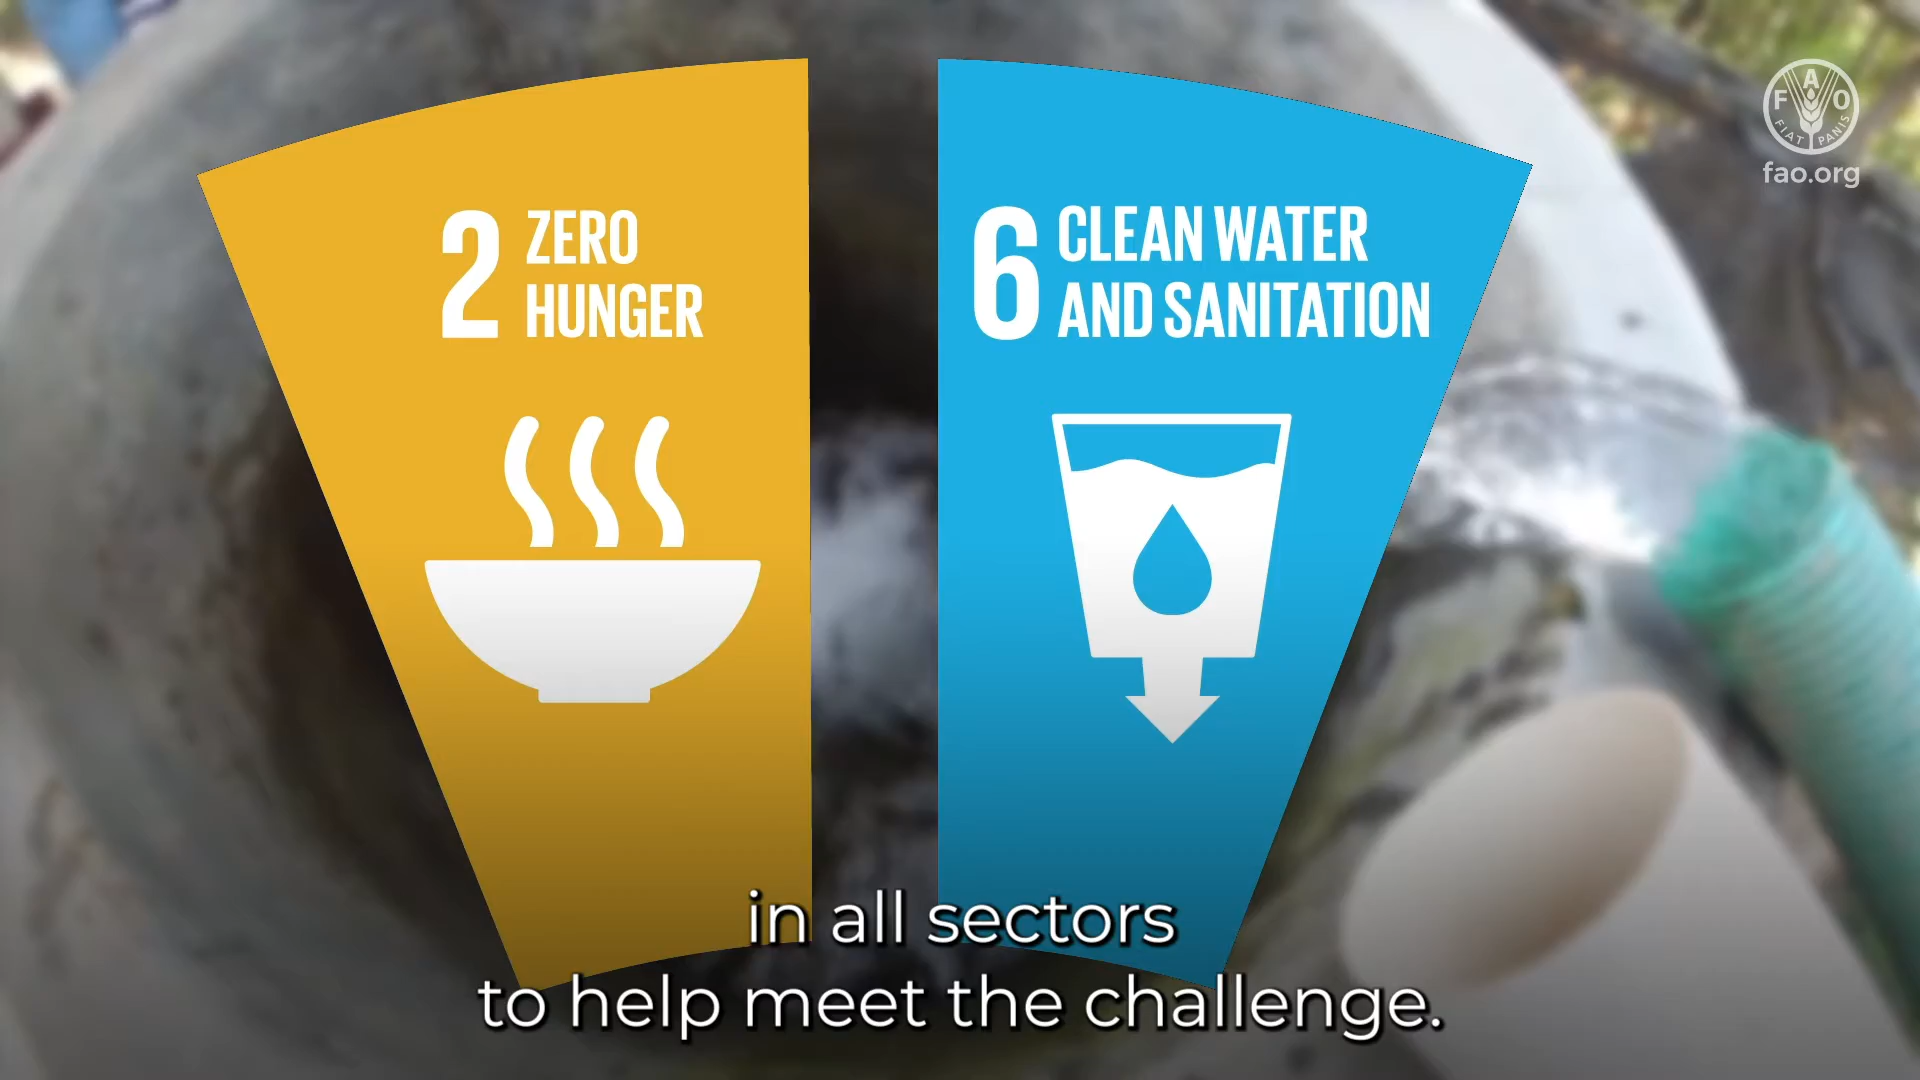 2 ZERO
HUNGER
6 CLEAN WATER
AND SANITATION
FAO
FIAT PANIS
fao.org
in all sectors
to help meet the challenge.